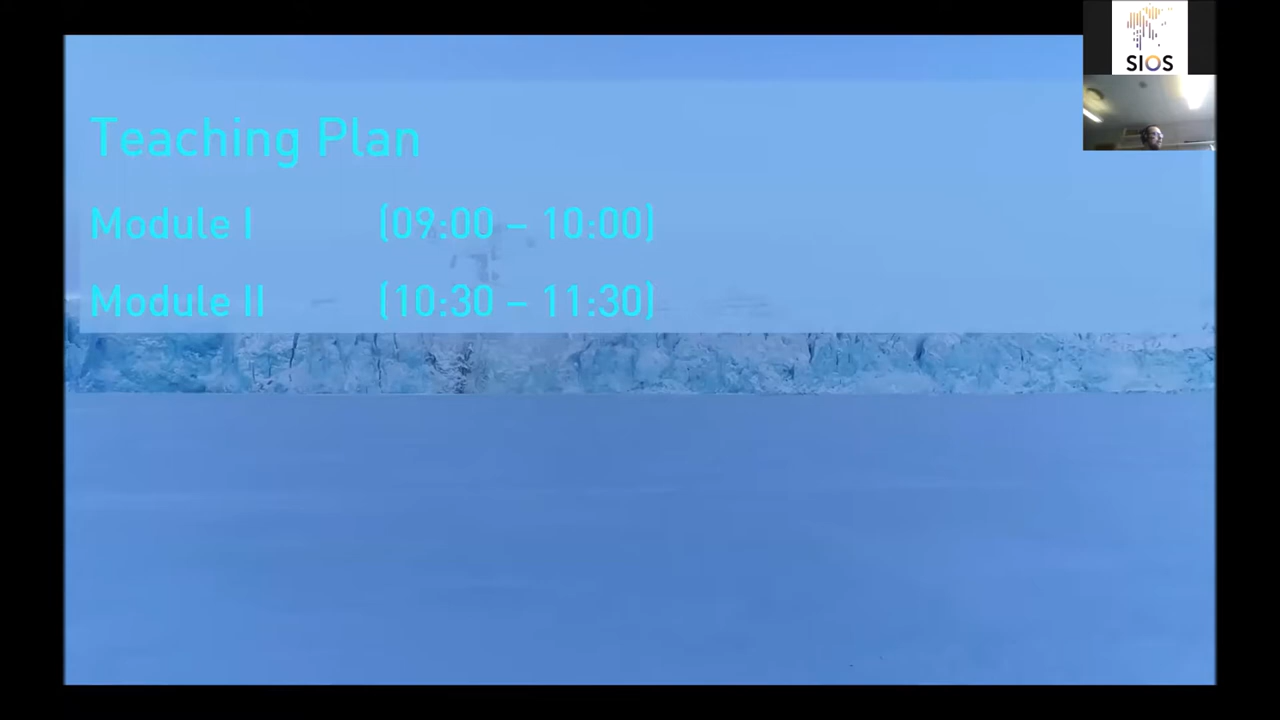 SIOS
Teaching Plan
Module I (09:00 – 10:00)
Module II (10:30 – 11:30)